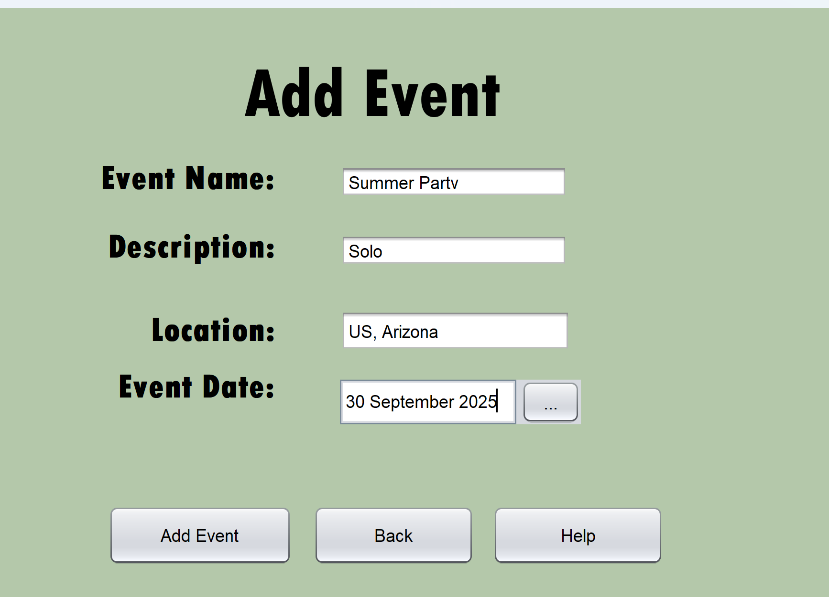 Add Event
Event Name: Summer Party
Description: Solo
Location: US, Arizona
Event Date: 30 September 2025 ...
Add Event Back Help